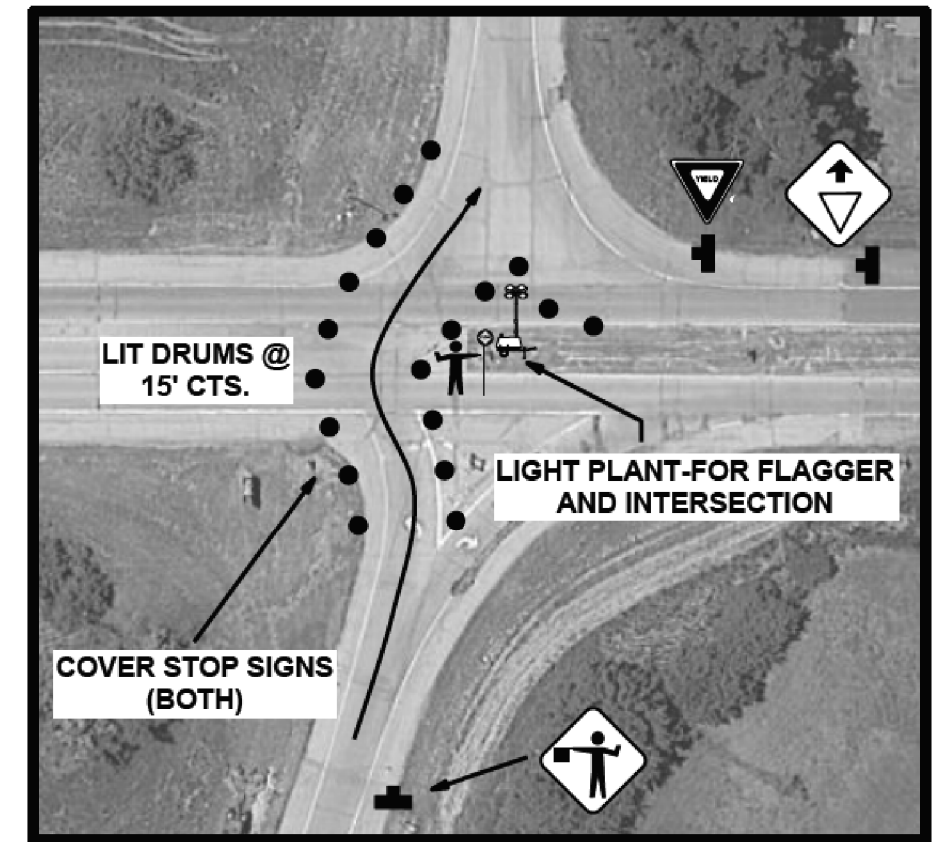 YIELD
LIT DRUMS @
15' CTS.
LIGHT PLANT-FOR FLAGGER
AND INTERSECTION
COVER STOP SIGNS
(BOTH)